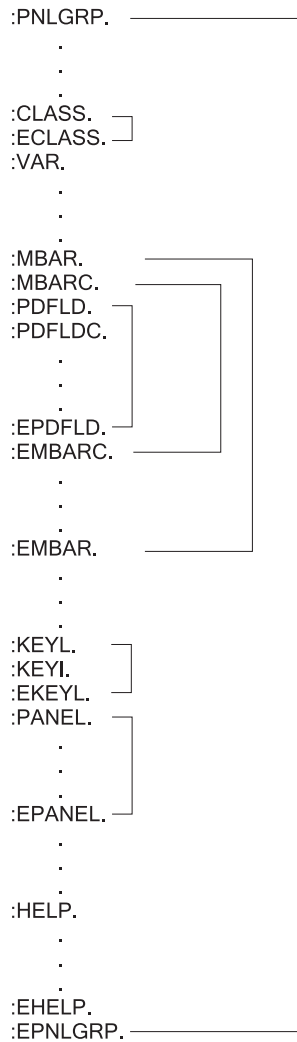 :PNLGRP.
.
.
.
:CLASS.
:ECLASS.
:VAR.
.
.
.
:MBAR.
:MBARC.
:PDFLD.
:PDFLDC.
.
.
.
:EPDFLD.
:EMBARC.
.
.
.
:EMBAR.
.
.
.
:KEYL.
:KEYI.
:EKEYL.
:PANEL.
.
.
.
:EPANEL.
.
.
.
:HELP.
.
.
.
:EHELP.
:EPNLGRP.